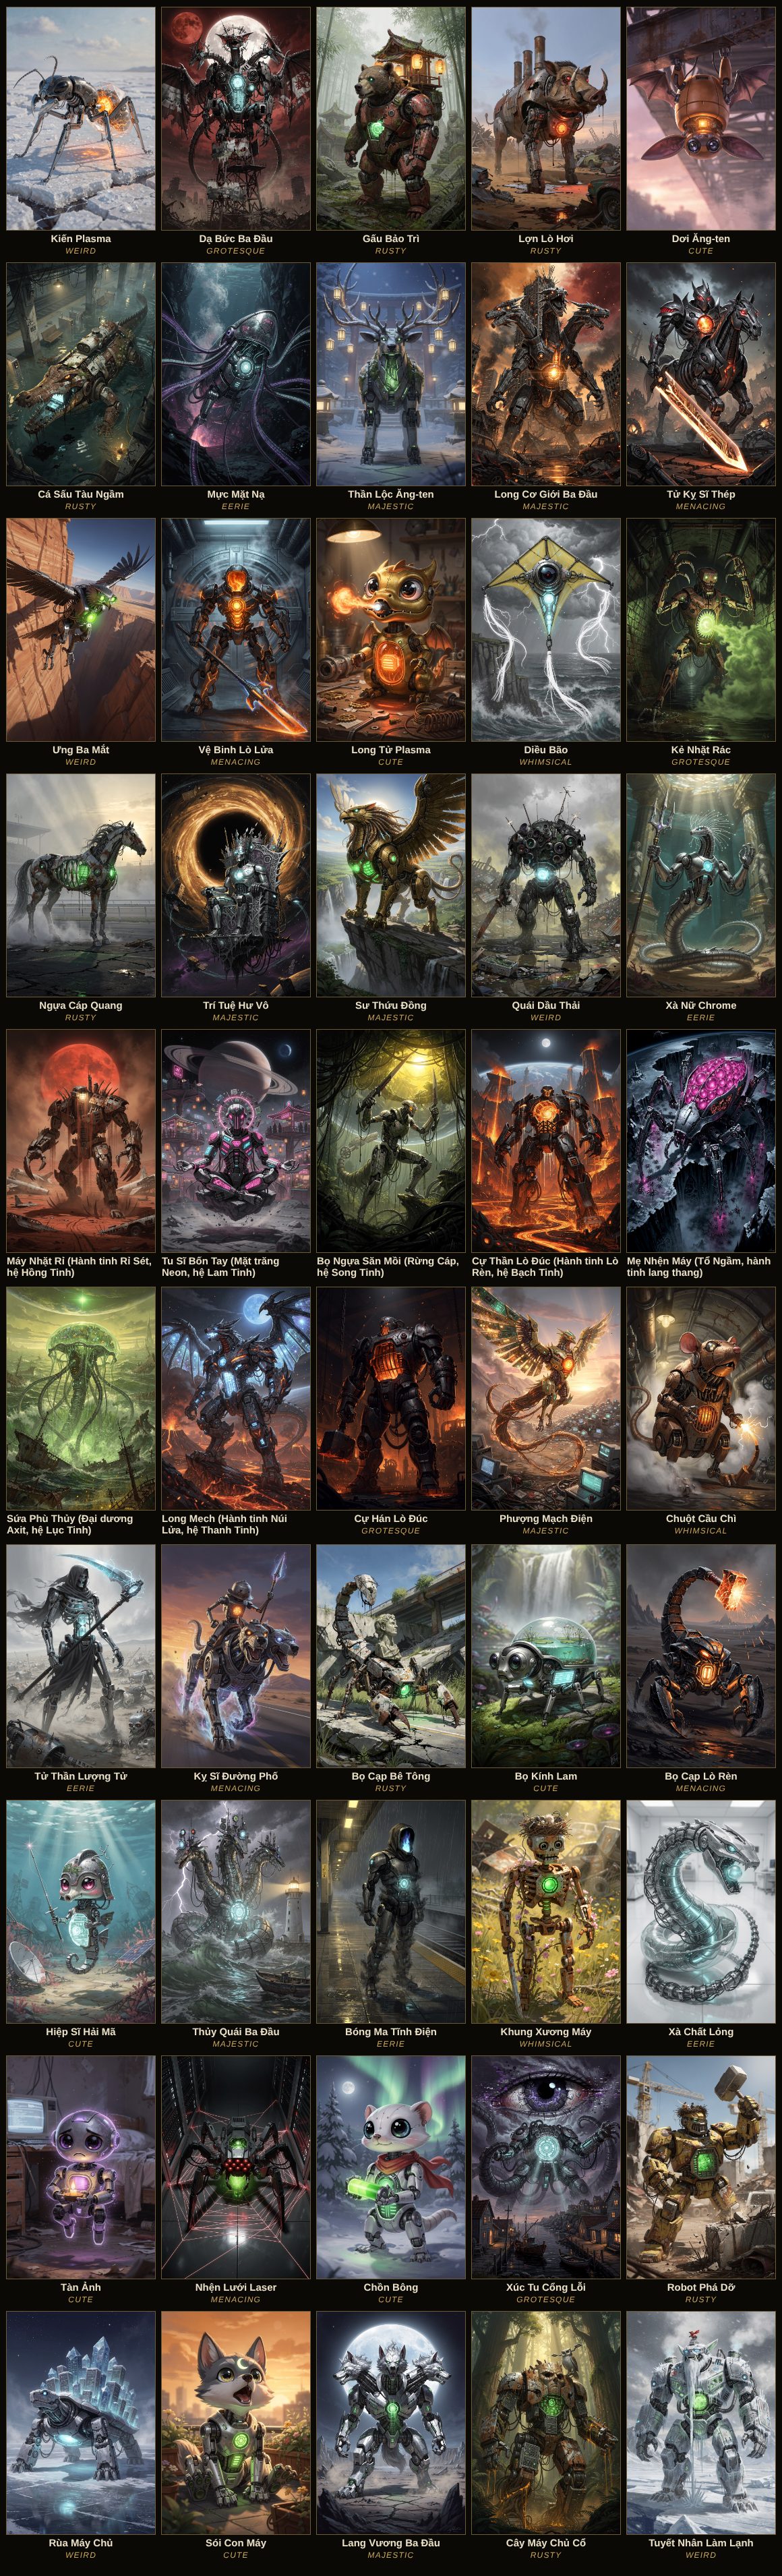 Kiến Plasma
WEIRD
Dạ Bức Ba Đầu
GROTESQUE
Gấu Bảo Trì
RUSTY
Lợn Lò Hơi
RUSTY
Dơi Ăng-ten
CUTE
Cá Sấu Tàu Ngầm
RUSTY
Mực Mặt Nạ
EERIE
Thần Lộc Ăng-ten
MAJESTIC
Long Cơ Giới Ba Đầu
MAJESTIC
Tử Kỵ Sĩ Thép
MENACING
Ưng Ba Mắt
WEIRD
Vệ Binh Lò Lửa
MENACING
Long Tử Plasma
CUTE
Diều Bão
WHIMSICAL
Kẻ Nhặt Rác
GROTESQUE
Ngựa Cáp Quang
RUSTY
Trí Tuệ Hư Vô
MAJESTIC
Sư Thứu Đồng
MAJESTIC
Quái Dầu Thải
WEIRD
Xà Nữ Chrome
EERIE
Máy Nhặt Rỉ (Hành tinh Rỉ Sét,
hệ Hồng Tinh)
Tu Sĩ Bốn Tay (Mặt trăng
Neon, hệ Lam Tinh)
Bọ Ngựa Săn Mồi (Rừng Cáp,
hệ Song Tinh)
Cự Thần Lò Đúc (Hành tinh Lò
Rèn, hệ Bạch Tinh)
Mẹ Nhện Máy (Tổ Ngầm, hành
tinh lang thang)
Sứa Phù Thủy (Đại dương
Axit, hệ Lục Tinh)
Long Mech (Hành tinh Núi
Lửa, hệ Thanh Tinh)
Cự Hán Lò Đúc
GROTESQUE
Phượng Mạch Điện
MAJESTIC
Chuột Cầu Chì
WHIMSICAL
Tử Thần Lượng Tử
EERIE
Kỵ Sĩ Đường Phố
MENACING
Bọ Cạp Bê Tông
RUSTY
Bọ Kính Lam
CUTE
Bọ Cạp Lò Rèn
MENACING
Hiệp Sĩ Hải Mã
CUTE
Thủy Quái Ba Đầu
MAJESTIC
Bóng Ma Tĩnh Điện
EERIE
Khung Xương Máy
WHIMSICAL
Xà Chất Lỏng
EERIE
Tàn Ảnh
CUTE
Nhện Lưới Laser
MENACING
Chồn Bông
CUTE
Xúc Tu Cổng Lỗi
GROTESQUE
Robot Phá Dỡ
RUSTY
Rùa Máy Chủ
WEIRD
Sói Con Máy
CUTE
Lang Vương Ba Đầu
MAJESTIC
Cây Máy Chủ Cổ
RUSTY
Tuyết Nhân Làm Lạnh
WEIRD